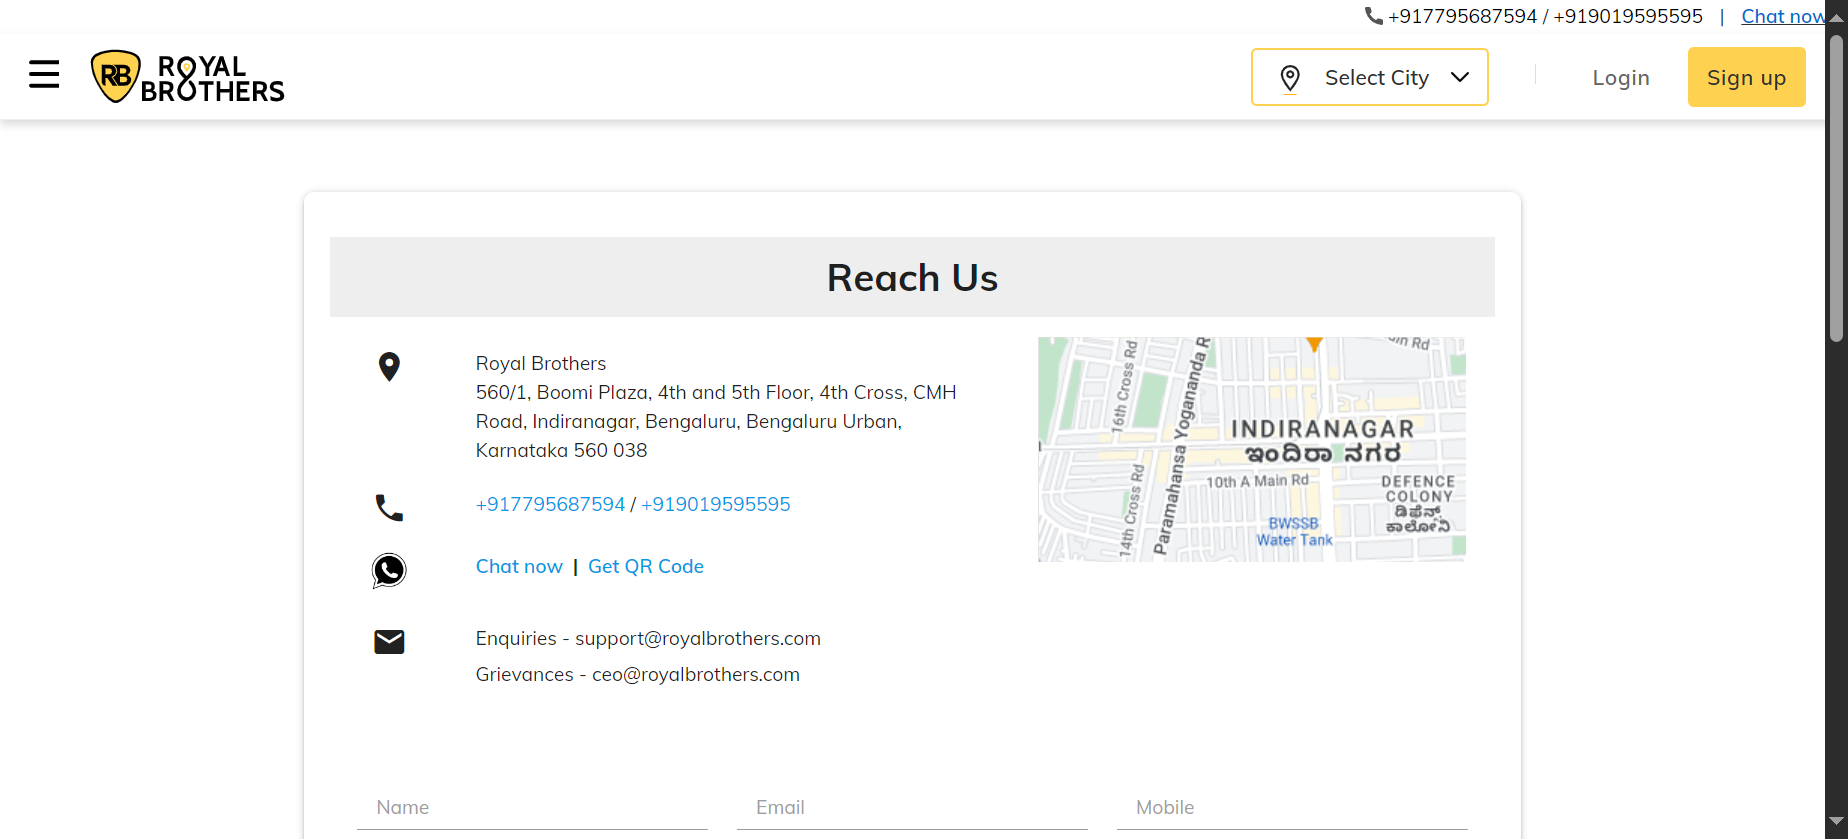 +917795687594 / +919019595595 | Chat now
RB ROYAL BROTHERS
Select City
Login
Sign up
Reach Us
Royal Brothers
560/1, Boomi Plaza, 4th and 5th Floor, 4th Cross, CMH
Road, Indiranagar, Bengaluru, Bengaluru Urban,
Karnataka 560 038
+917795687594 / +919019595595
Chat now | Get QR Code
Enquiries - support@royalbrothers.com
Grievances - ceo@royalbrothers.com
16th Cross Rd
Paramahansa Yogananda R
Rd
INDIRANAGAR
ಇಂದಿರಾ ನಗರ
10th A Main Rd
14th Cross Rd
DEFENCE
COLONY
ಡಿಫೆನ್ಸ್
ಕಾಲೋನಿ
BWSSB
Water Tank
Name
Email
Mobile